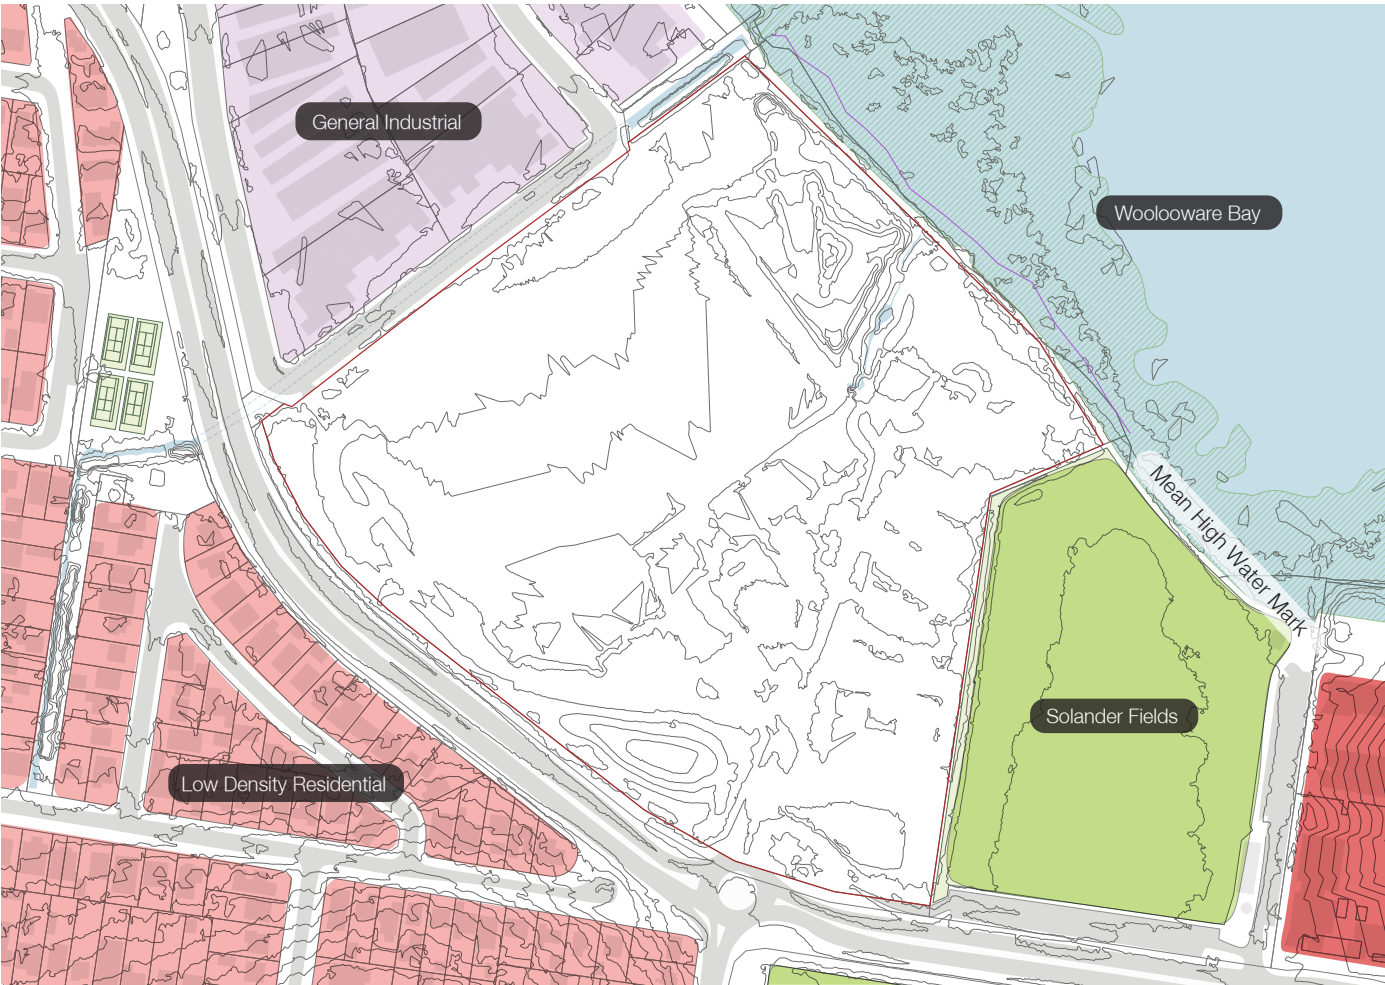 General Industrial
Woolooware Bay
Mean High Water Mark
Solander Fields
Low Density Residential